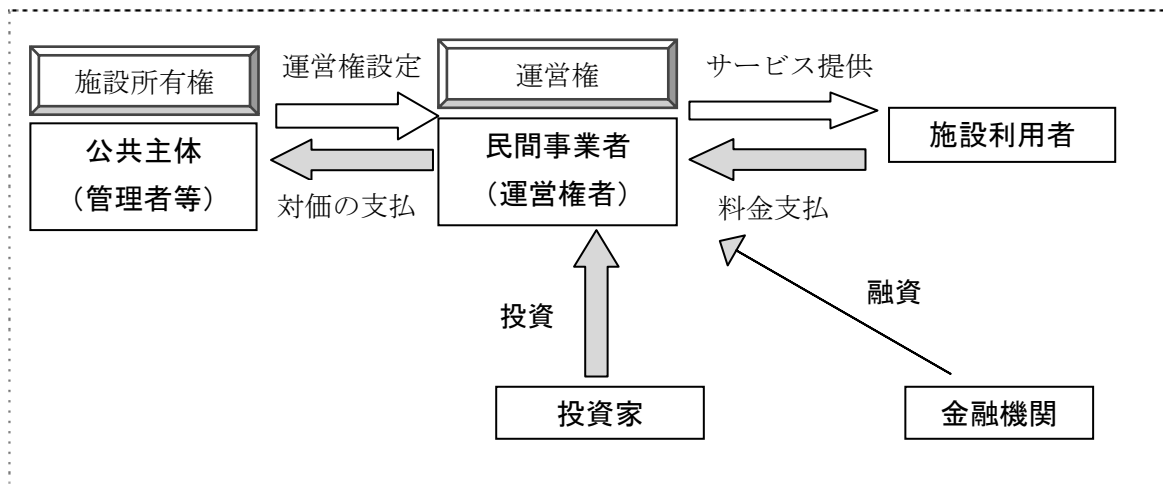 施設所有権
運営権設定
運営権
サービス提供
公共主体
（管理者等）
民間事業者
（運営権者）
施設利用者
対価の支払
料金支払
投資
融資
投資家
金融機関